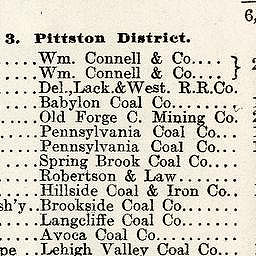 6,
3. Pittston District.
.....Wm. Connell & Co.... }
.....Wm. Connell & Co....
.....Del.,Lack.&West. R.R.Co.
.....Babylon Coal Co.......
.....Old Forge C. Mining Co.
.....Pennsylvania Coal Co...
.....Pennsylvania Coal Co...
.....Spring Brook Coal Co...
.....Robertson & Law.......
.....Hillside Coal & Iron Co..
sh'y..Brookside Coal Co......
.....Langcliffe Coal Co......
.....Avoca Coal Co.........
pe ..Lehigh Valley Coal Co...